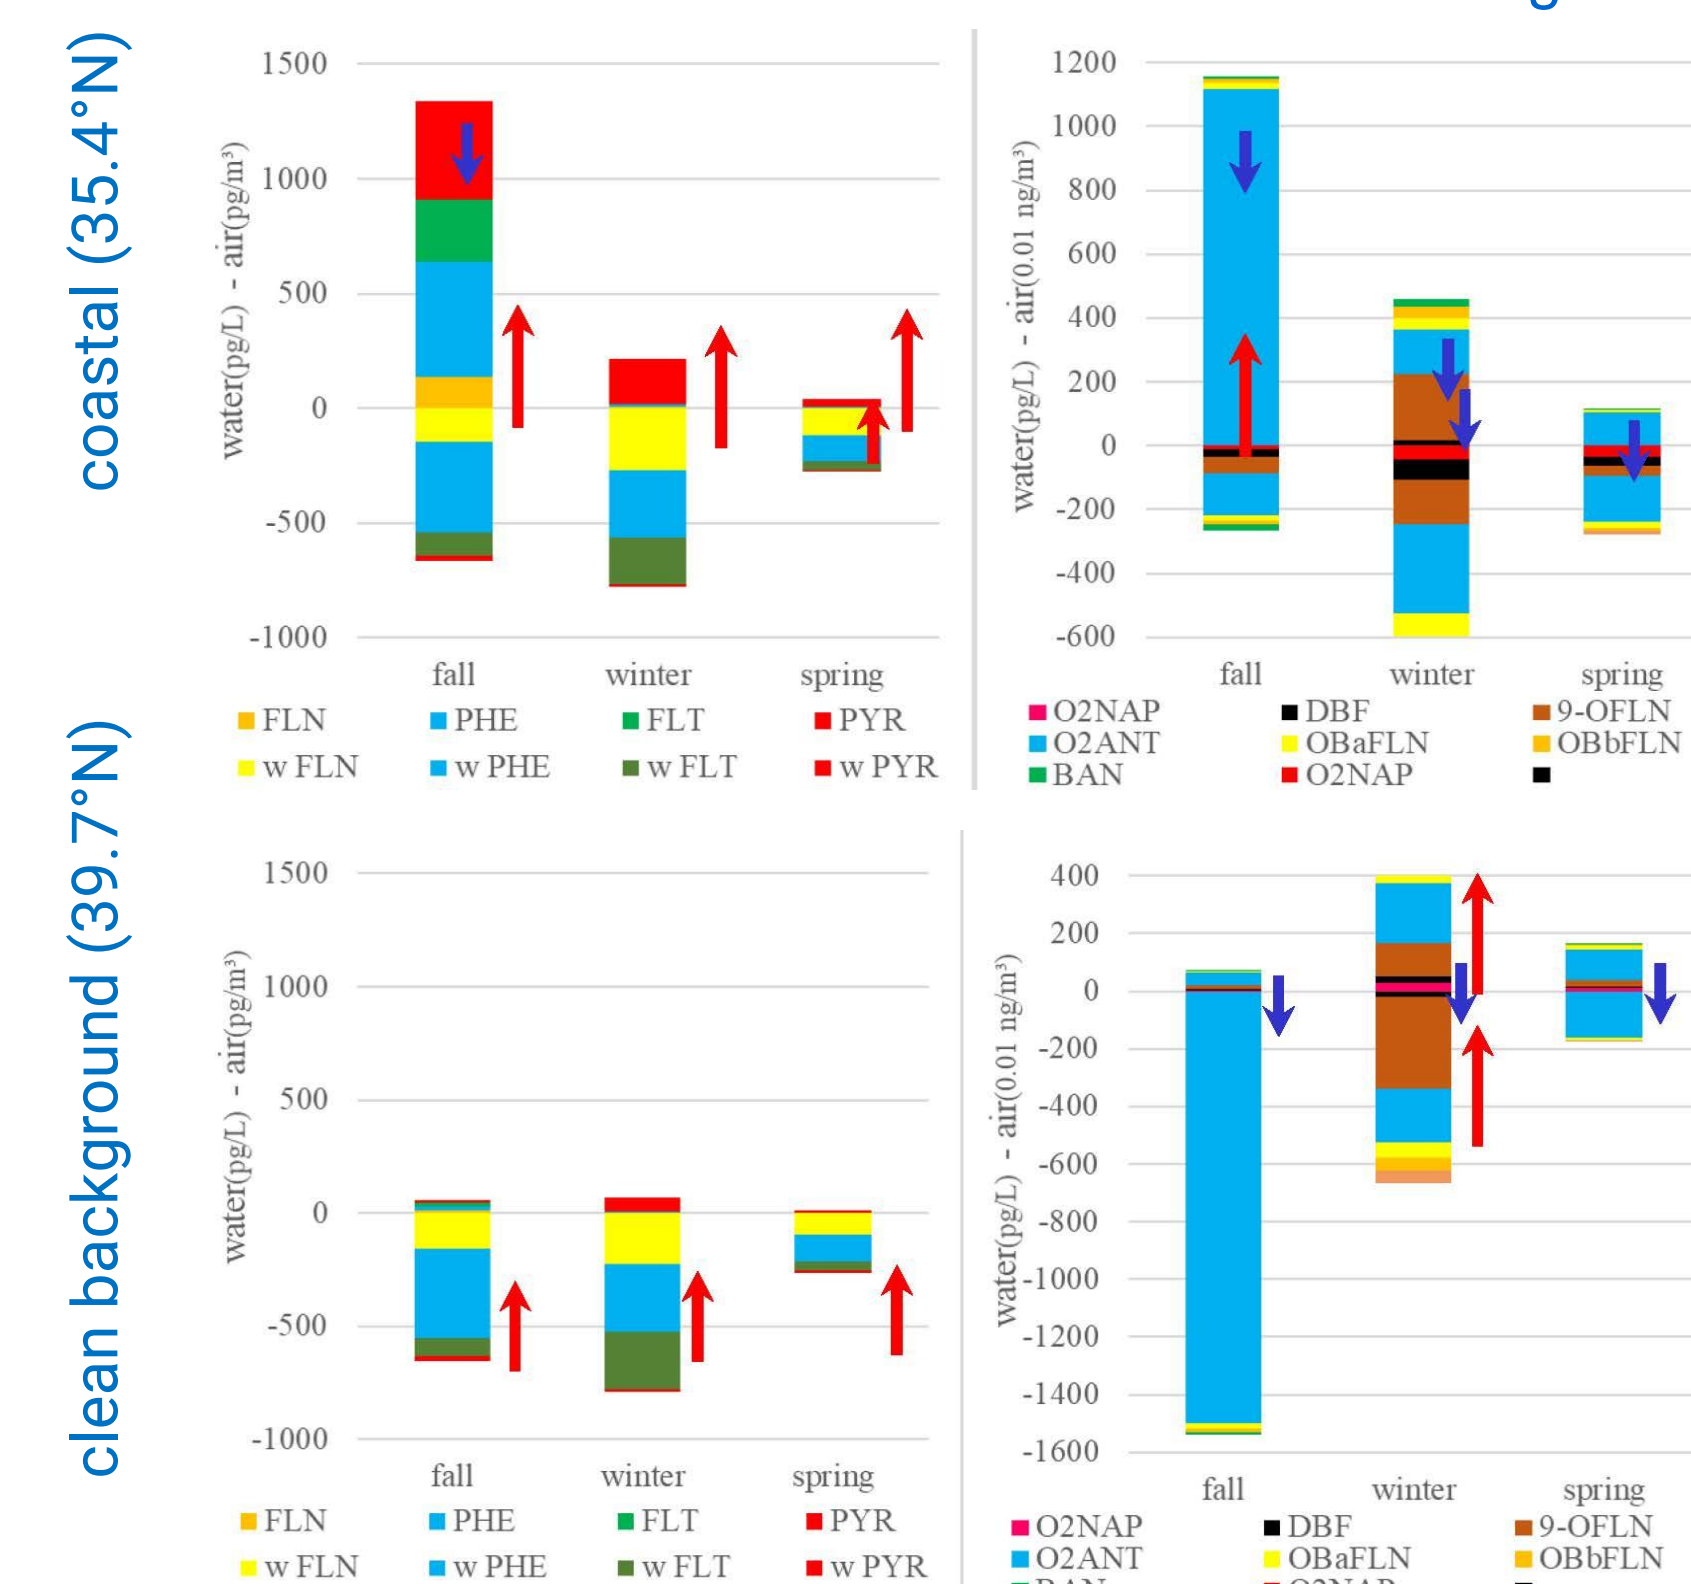 coastal (35.4°N)
water(pg/L) - air(pg/m³)
1500
1000
500
0
-500
-1000
fall winter spring
FLN PHE FLT PYR
w FLN w PHE w FLT w PYR
water(pg/L) - air(0.01 ng/m³)
1200
1000
800
600
400
200
0
-200
-400
-600
fall winter spring
O2NAP DBF 9-OFLN
O2ANT OBaFLN OBbFLN
BAN O2NAP
clean background (39.7°N)
water(pg/L) - air(pg/m³)
1500
1000
500
0
-500
-1000
fall winter spring
FLN PHE FLT PYR
w FLN w PHE w FLT w PYR
water(pg/L) - air(0.01 ng/m³)
400
200
0
-200
-400
-600
-800
-1000
-1200
-1400
-1600
fall winter spring
O2NAP DBF 9-OFLN
O2ANT OBaFLN OBbFLN